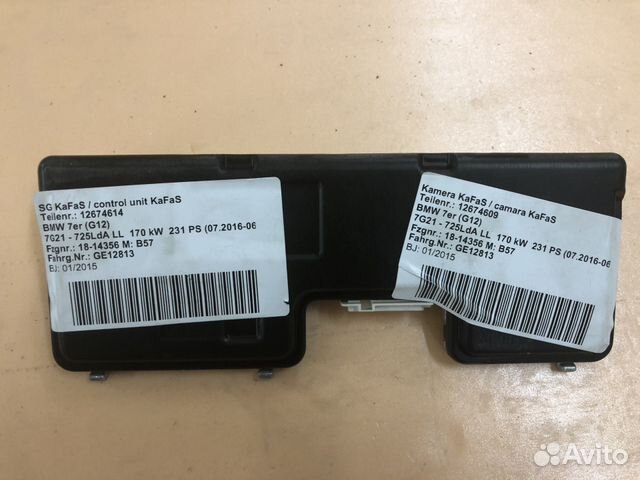 SG KaFaS / control unit KaFaS
Teilenr.: 12674614
BMW 7er (G12)
7G21 - 725LdA LL 170 kW 231 PS (07.2016-06
Fzgnr.: 18-14356 M: B57
Fahrg.Nr.: GE12813
BJ: 01/2015
Kamera KaFaS / camara KaFaS
Teilenr.: 12674609
BMW 7er (G12)
7G21 - 725LdA LL 170 kW 231 PS (07.2016-06
Fzgnr.: 18-14356 M: B57
Fahrg.Nr.: GE12813
BJ: 01/2015
Avito